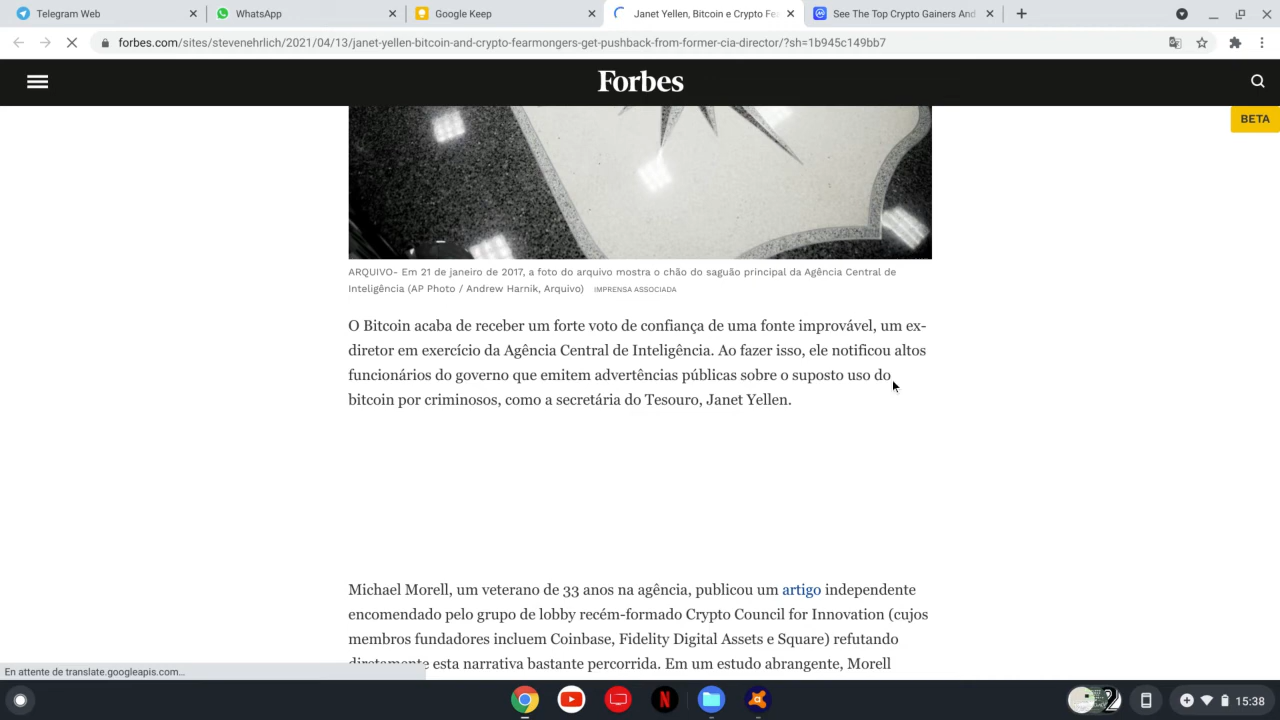 Telegram Web
WhatsApp
Google Keep
Janet Yellen, Bitcoin e Crypto Fea
See The Top Crypto Gainers And
forbes.com/sites/stevenehrlich/2021/04/13/janet-yellen-bitcoin-and-crypto-fearmongers-get-pushback-from-former-cia-director/?sh=1b945c149bb7
Forbes
BETA
ARQUIVO- Em 21 de janeiro de 2017, a foto do arquivo mostra o chão do saguão principal da Agência Central de
Inteligência (AP Photo / Andrew Harnik, Arquivo) IMPRENSA ASSOCIADA
O Bitcoin acaba de receber um forte voto de confiança de uma fonte improvável, um ex-
diretor em exercício da Agência Central de Inteligência. Ao fazer isso, ele notificou altos
funcionários do governo que emitem advertências públicas sobre o suposto uso do
bitcoin por criminosos, como a secretária do Tesouro, Janet Yellen.
Michael Morell, um veterano de 33 anos na agência, publicou um artigo independente
encomendado pelo grupo de lobby recém-formado Crypto Council for Innovation (cujos
membros fundadores incluem Coinbase, Fidelity Digital Assets e Square) refutando
diretamente esta narrativa bastante percorrida. Em um estudo abrangente, Morell
En attente de translate.googleapis.com...
2
15:38